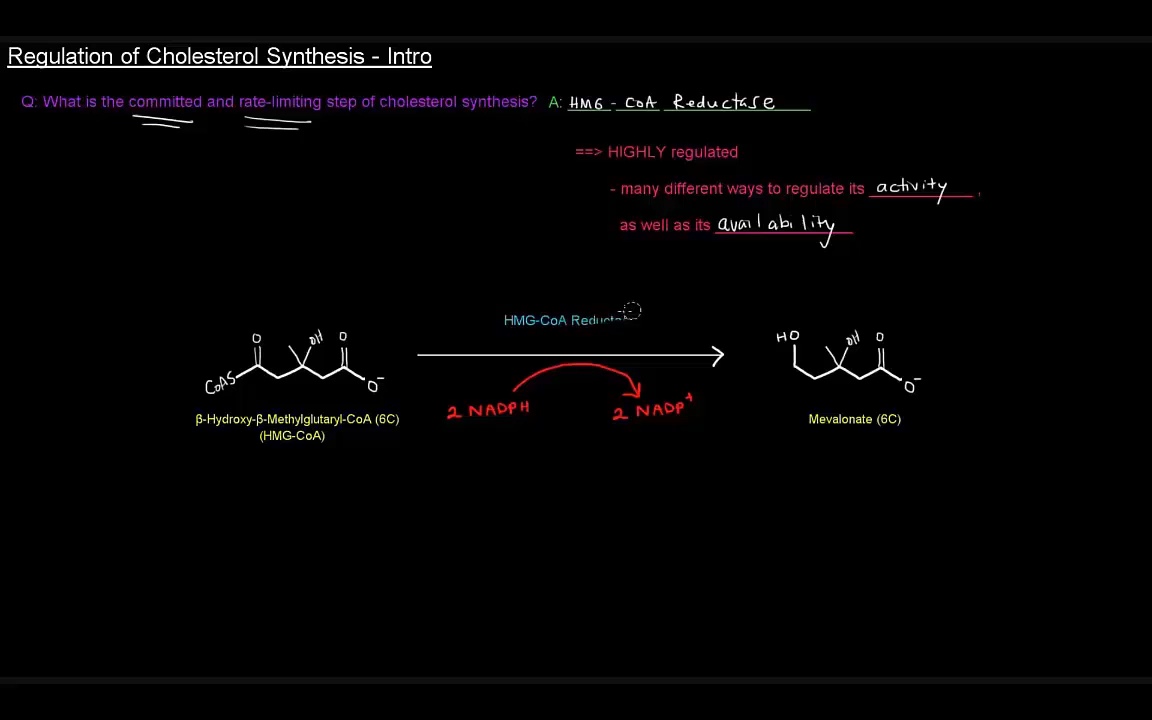 Regulation of Cholesterol Synthesis - Intro
Q: What is the committed and rate-limiting step of cholesterol synthesis? A: HMG - CoA Reductase
==> HIGHLY regulated
- many different ways to regulate its activity ,
as well as its availability
HMG-CoA Reducta
O OH O
CoAS O⁻
HO OH O
O⁻
2 NADPH 2 NADP⁺
β-Hydroxy-β-Methylglutaryl-CoA (6C)
(HMG-CoA)
Mevalonate (6C)